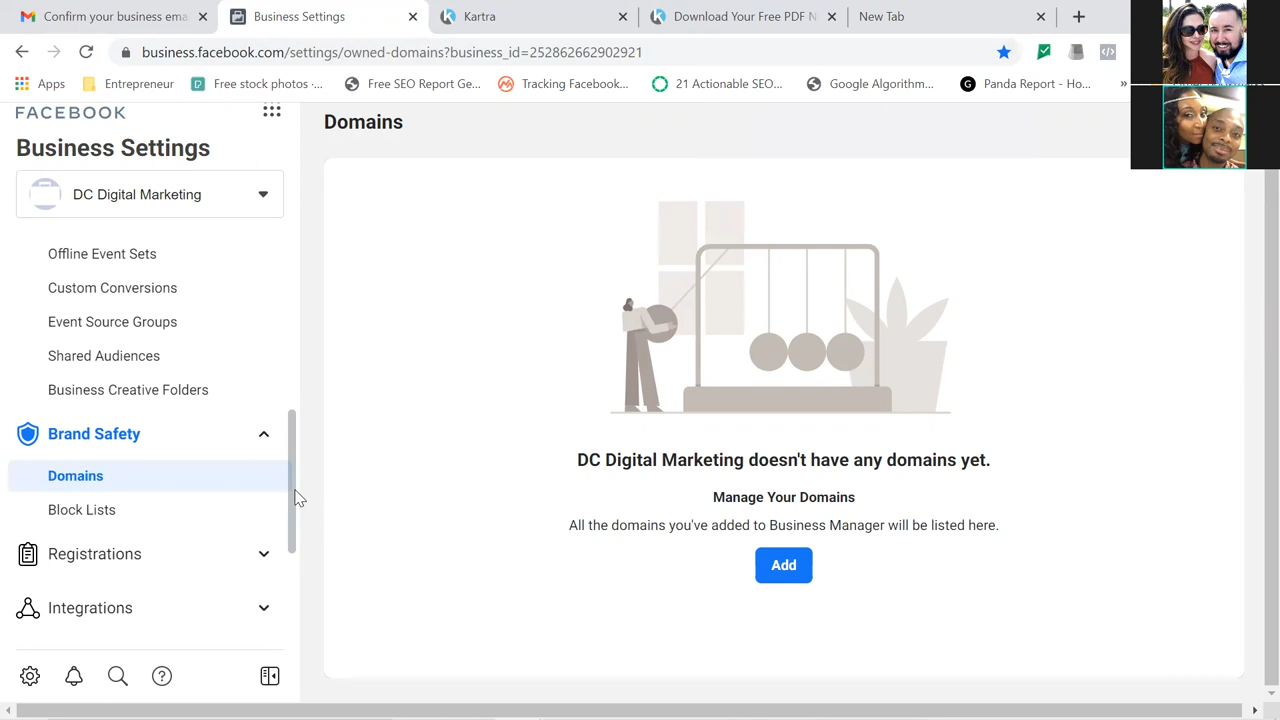 Confirm your business ema
Business Settings
Kartra
Download Your Free PDF N
New Tab
business.facebook.com/settings/owned-domains?business_id=252862662902921
Apps
Entrepreneur
Free stock photos ·...
Free SEO Report C
Tracking Facebook...
21 Actionable SEO...
Google Algorithm...
Panda Report - Ho...
»
FACEBOOK
Business Settings
DC Digital Marketing
Offline Event Sets
Custom Conversions
Event Source Groups
Shared Audiences
Business Creative Folders
Brand Safety
Domains
Block Lists
Registrations
Integrations
Domains
DC Digital Marketing doesn't have any domains yet.
Manage Your Domains
All the domains you've added to Business Manager will be listed here.
Add